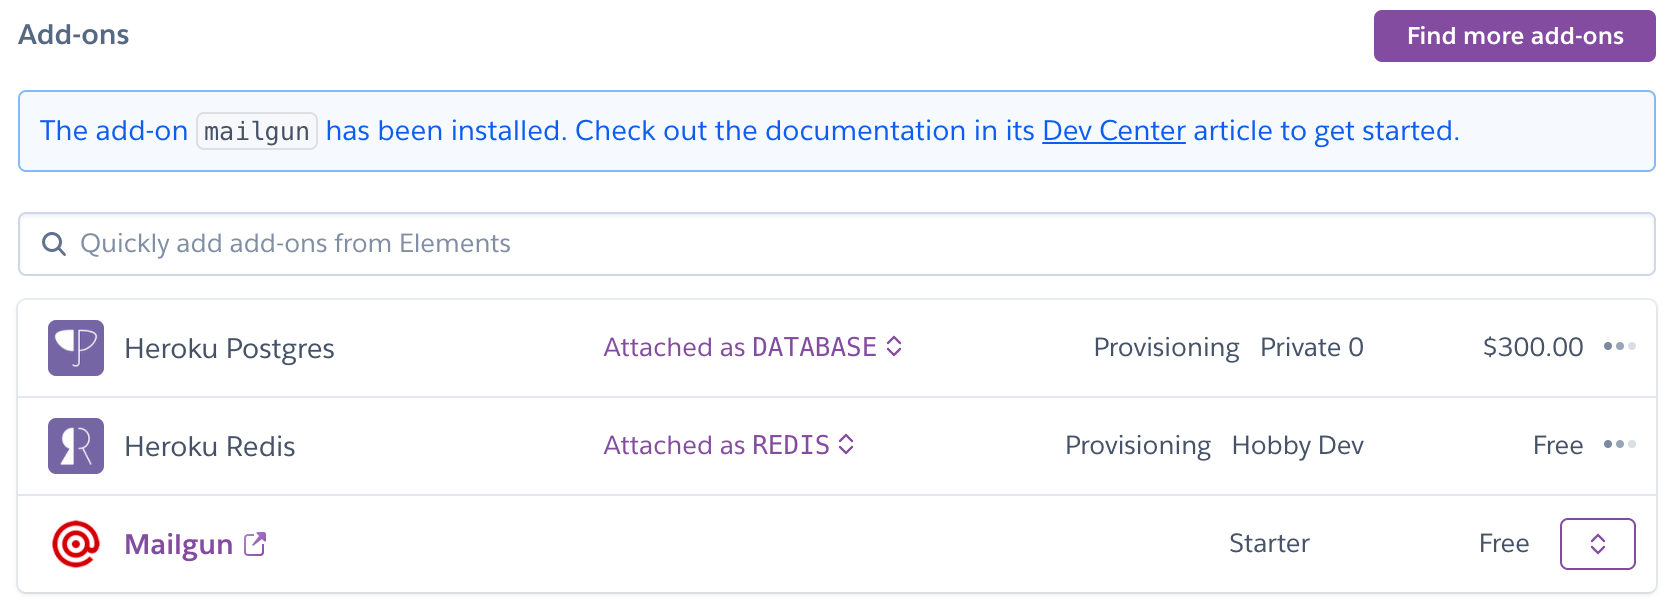 Add-ons
Find more add-ons
The add-on mailgun has been installed. Check out the documentation in its Dev Center article to get started.
Quickly add add-ons from Elements
Heroku Postgres Attached as DATABASE Provisioning Private 0 $300.00
Heroku Redis Attached as REDIS Provisioning Hobby Dev Free
Mailgun Starter Free